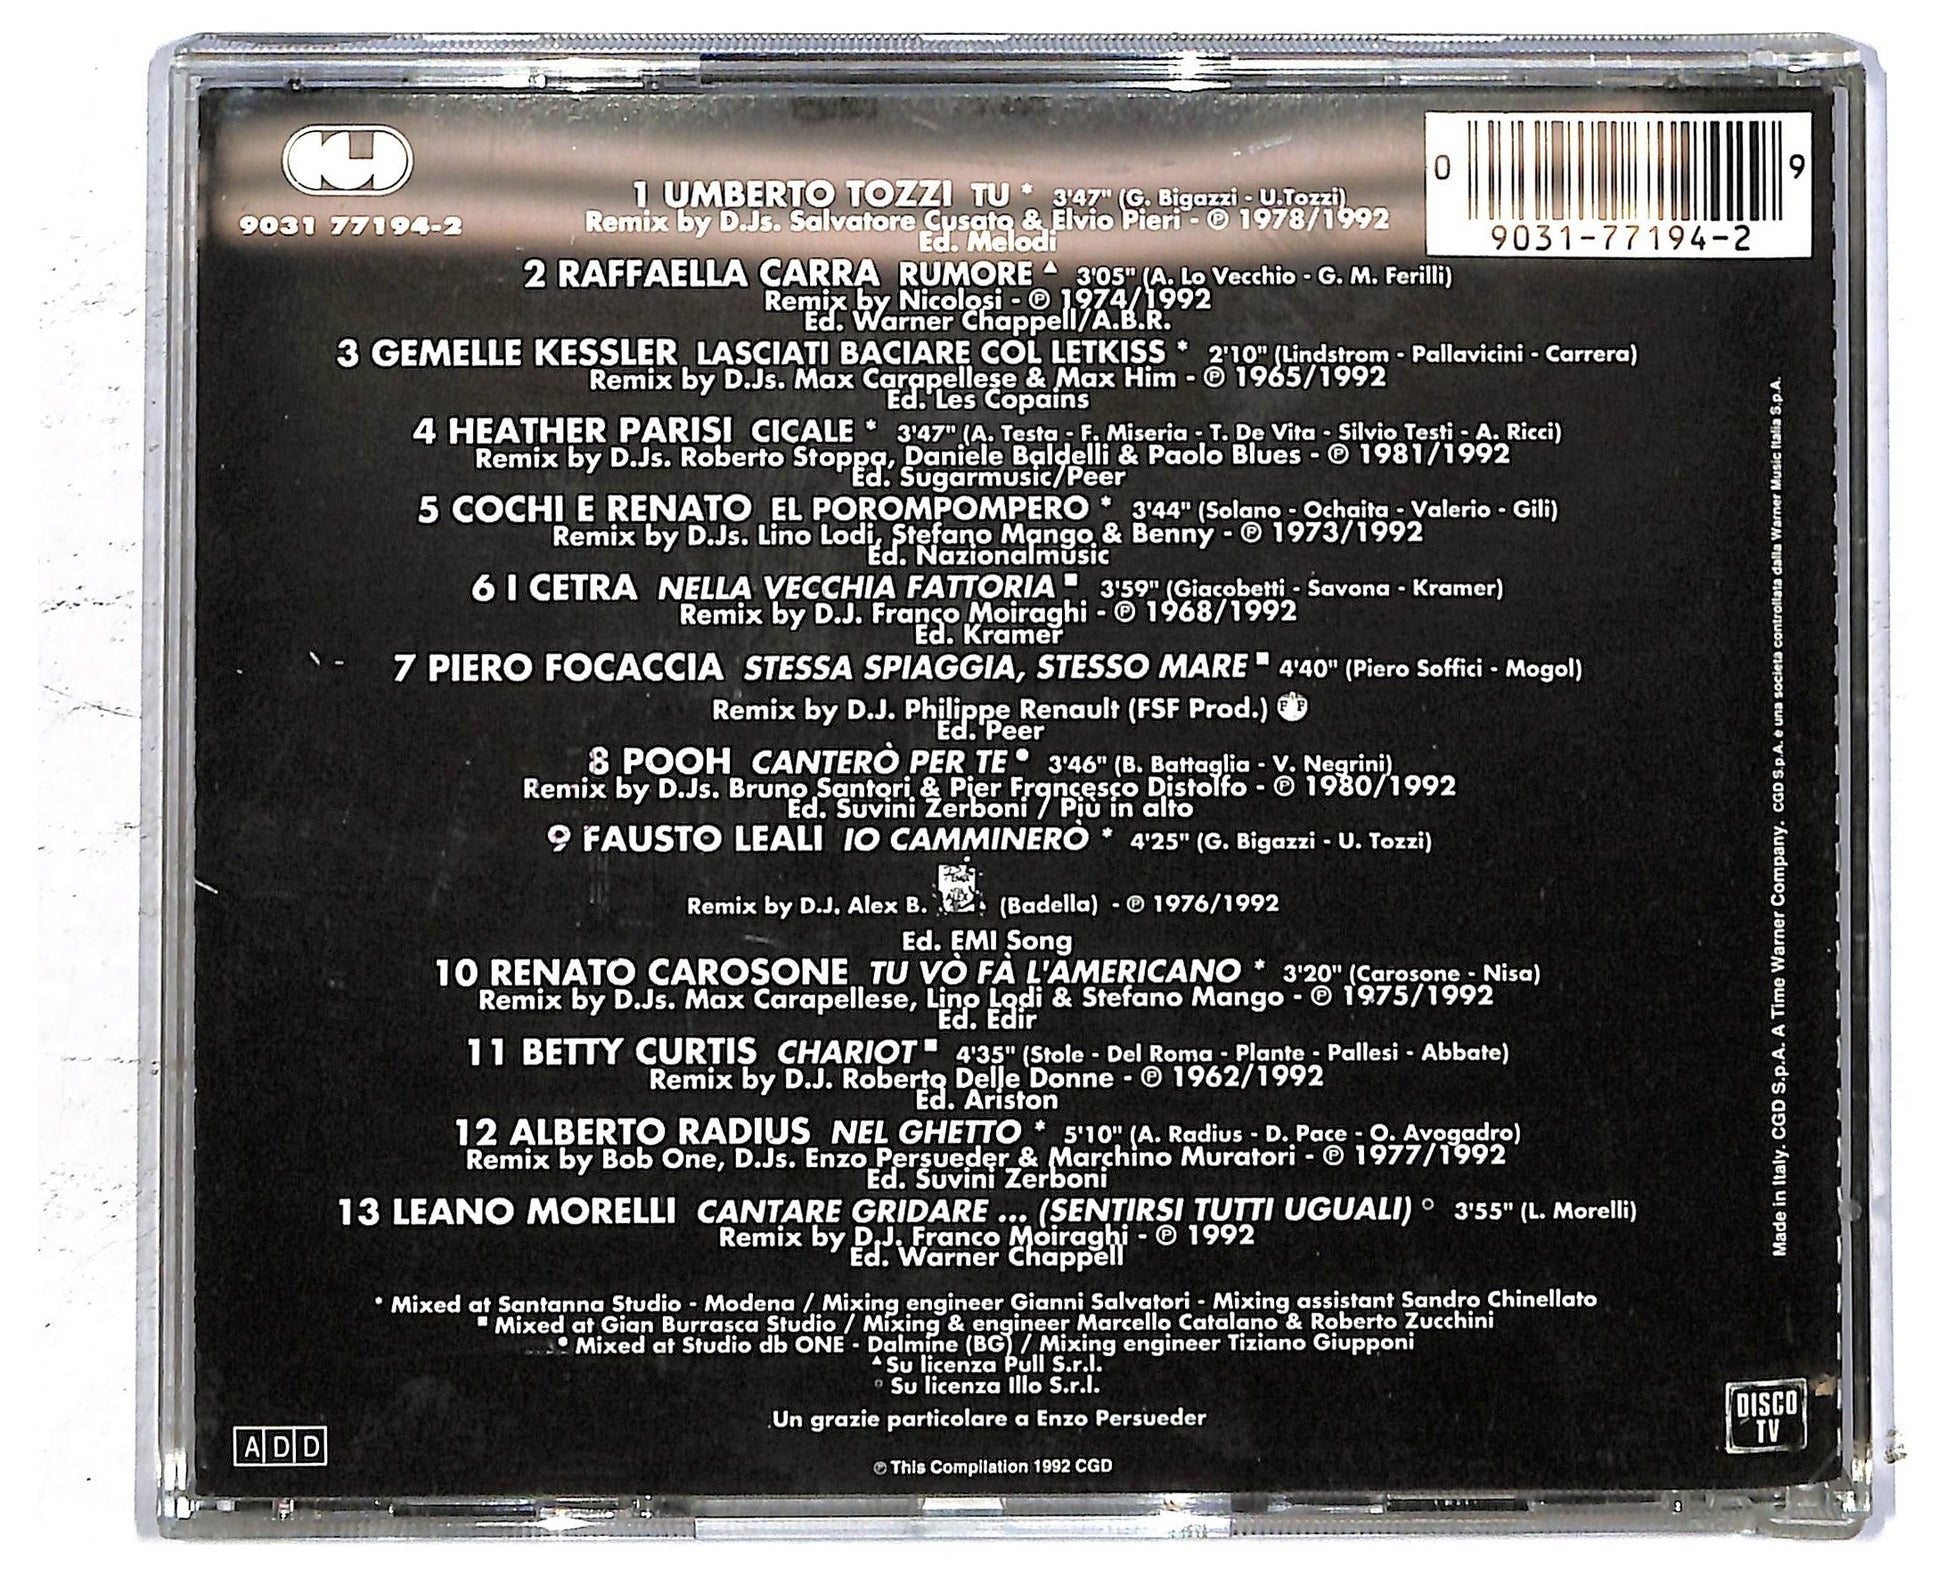 9031 77194-2
0 9
9031-77194-2
1 UMBERTO TOZZI TU * 3'47" (G. Bigazzi - U.Tozzi)
Remix by D.Js. Salvatore Cusato & Elvio Pieri - ℗ 1978/1992
Ed. Melodi
2 RAFFAELLA CARRA RUMORE ▲ 3'05" (A. Lo Vecchio - G. M. Ferilli)
Remix by Nicolosi - ℗ 1974/1992
Ed. Warner Chappell/A.B.R.
3 GEMELLE KESSLER LASCIATI BACIARE COL LETKISS * 2'10" (Lindstrom - Pallavicini - Carrera)
Remix by D.Js. Max Carapellese & Max Him - ℗ 1965/1992
Ed. Les Copains
4 HEATHER PARISI CICALE * 3'47" (A. Testa - F. Miseria - T. De Vita - Silvio Testi - A. Ricci)
Remix by D.Js. Roberto Stoppa, Daniele Baldelli & Paolo Blues - ℗ 1981/1992
Ed. Sugarmusic/Peer
5 COCHI E RENATO EL POROMPOMPERO * 3'44" (Solano - Ochaita - Valerio - Gili)
Remix by D.Js. Lino Lodi, Stefano Mango & Benny - ℗ 1973/1992
Ed. Nazionalmusic
6 I CETRA NELLA VECCHIA FATTORIA ■ 3'59" (Giacobetti - Savona - Kramer)
Remix by D.J. Franco Moiraghi - ℗ 1968/1992
Ed. Kramer
7 PIERO FOCACCIA STESSA SPIAGGIA, STESSO MARE ■ 4'40" (Piero Soffici - Mogol)
Remix by D.J. Philippe Renault (FSF Prod.)
Ed. Peer
8 POOH CANTERÒ PER TE ● 3'46" (B. Battaglia - V. Negrini)
Remix by D.Js. Bruno Santori & Pier Francesco Distolfo - ℗ 1980/1992
Ed. Suvini Zerboni / Più in alto
9 FAUSTO LEALI IO CAMMINERÒ * 4'25" (G. Bigazzi - U. Tozzi)
Remix by D.J. Alex B. (Badella) - ℗ 1976/1992
Ed. EMI Song
10 RENATO CAROSONE TU VÒ FÀ L'AMERICANO * 3'20" (Carosone - Nisa)
Remix by D.Js. Max Carapellese, Lino Lodi & Stefano Mango - ℗ 1975/1992
Ed. Edir
11 BETTY CURTIS CHARIOT ■ 4'35" (Stole - Del Roma - Plante - Pallesi - Abbate)
Remix by D.J. Roberto Delle Donne - ℗ 1962/1992
Ed. Ariston
12 ALBERTO RADIUS NEL GHETTO * 5'10" (A. Radius - D. Pace - O. Avogadro)
Remix by Bob One, D.Js. Enzo Persueder & Marchino Muratori - ℗ 1977/1992
Ed. Suvini Zerboni
13 LEANO MORELLI CANTARE GRIDARE ... (SENTIRSI TUTTI UGUALI) ○ 3'55" (L. Morelli)
Remix by D.J. Franco Moiraghi - ℗ 1992
Ed. Warner Chappell
* Mixed at Santanna Studio - Modena / Mixing engineer Gianni Salvatori - Mixing assistant Sandro Chinellato
■ Mixed at Gian Burrasca Studio / Mixing & engineer Marcello Catalano & Roberto Zucchini
● Mixed at Studio db ONE - Dalmine (BG) / Mixing engineer Tiziano Giupponi
▲ Su licenza Pull S.r.l.
○ Su licenza Illo S.r.l.
Un grazie particolare a Enzo Persueder
℗ This Compilation 1992 CGD
ADD
DISCO
TV
Made in Italy. CGD S.p.A. A Time Warner Company. CGD S.p.A. e una societa controllata dalla Warner Music Italia S.p.A.